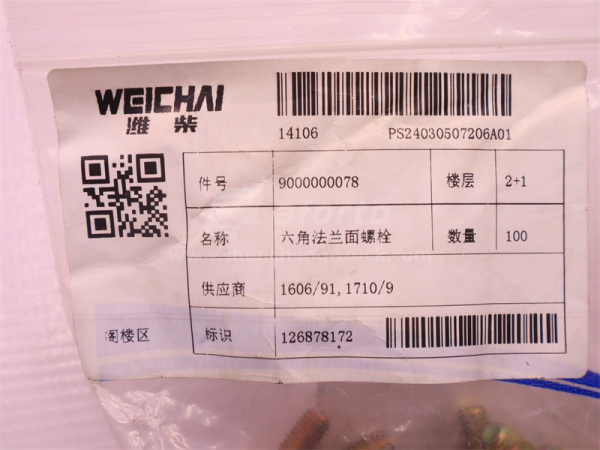 WEICHAI
潍柴
14106 PS24030507206A01
件号 9000000078 楼层 2+1
名称 六角法兰面螺栓 数量 100
供应商 1606/91,1710/9
阁楼区 标识 126878172